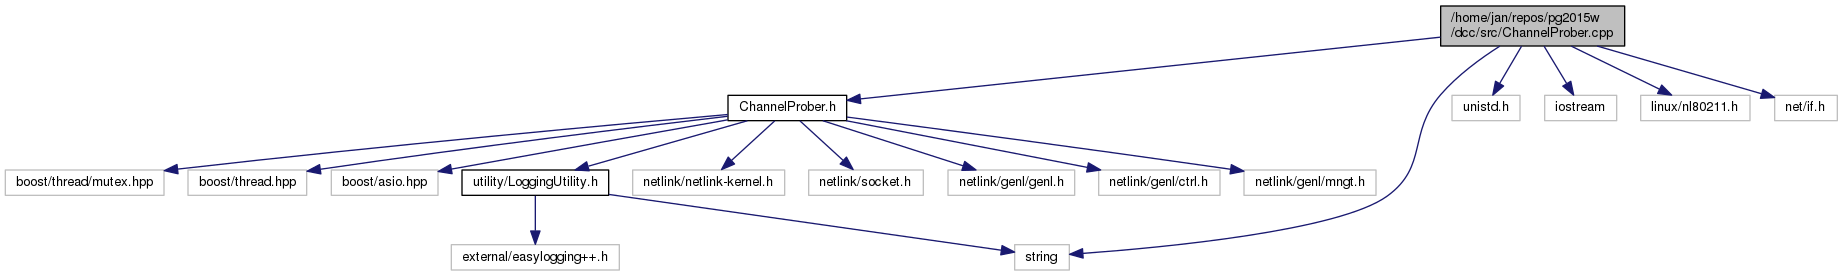 /home/jan/repos/pg2015w
/dcc/src/ChannelProber.cpp
ChannelProber.h
unistd.h
iostream
linux/nl80211.h
net/if.h
boost/thread/mutex.hpp
boost/thread.hpp
boost/asio.hpp
utility/LoggingUtility.h
netlink/netlink-kernel.h
netlink/socket.h
netlink/genl/genl.h
netlink/genl/ctrl.h
netlink/genl/mngt.h
external/easylogging++.h
string